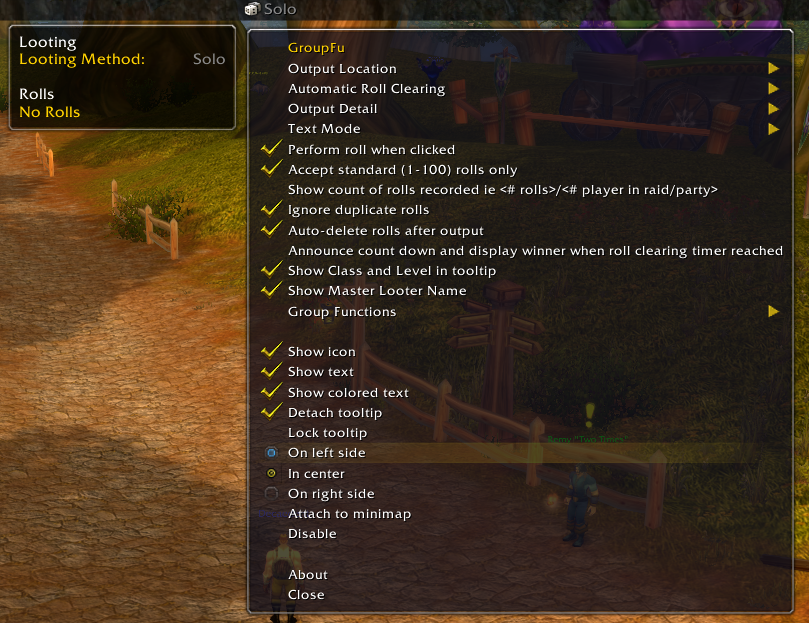 Solo
Looting
Looting Method: Solo
Rolls
No Rolls
GroupFu
Output Location
Automatic Roll Clearing
Output Detail
Text Mode
Perform roll when clicked
Accept standard (1-100) rolls only
Show count of rolls recorded ie <# rolls>/<# player in raid/party>
Ignore duplicate rolls
Auto-delete rolls after output
Announce count down and display winner when roll clearing timer reached
Show Class and Level in tooltip
Show Master Looter Name
Group Functions
Show icon
Show text
Show colored text
Detach tooltip
Lock tooltip
Remy "Two Times"
On left side
In center
On right side
Attach to minimap
Disable
About
Close